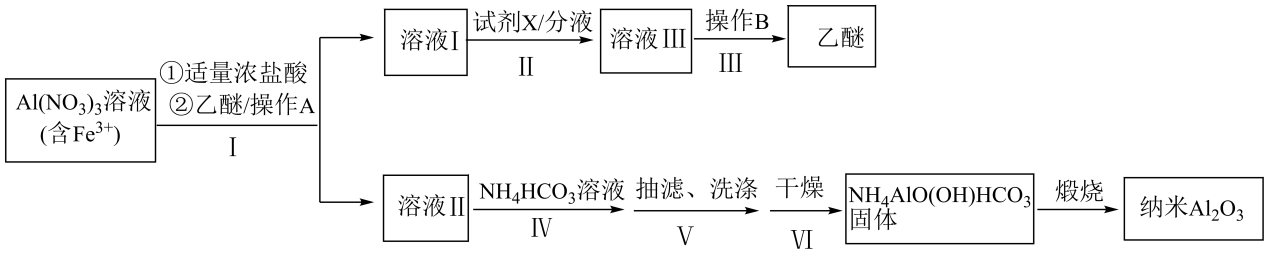 Al(NO₃)₃溶液
(含Fe³⁺)
①适量浓盐酸
②乙醚/操作A
Ⅰ
溶液Ⅰ
试剂X/分液
Ⅱ
溶液Ⅲ
操作B
Ⅲ
乙醚
溶液Ⅱ
NH₄HCO₃溶液
Ⅳ
抽滤、洗涤
Ⅴ
干燥
Ⅵ
NH₄AlO(OH)HCO₃
固体
煅烧
纳米Al₂O₃